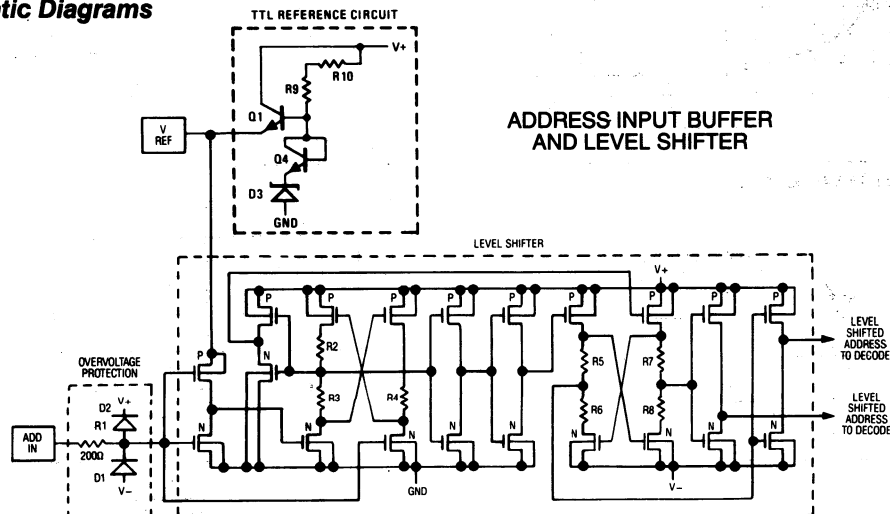 tic Diagrams
TTL REFERENCE CIRCUIT
V+
R10
R9
Q1
V
REF
Q4
D3
GND
ADDRESS INPUT BUFFER
AND LEVEL SHIFTER
LEVEL SHIFTER
V+
P
P
P
P
P
P
P
P
P
R2
R5
R7
LEVEL
SHIFTED
ADDRESS
TO DECODE
P
N
OVERVOLTAGE
PROTECTION
V+
D2
R1
R3
R4
R6
R8
LEVEL
SHIFTED
ADDRESS
TO DECODE
ADD
IN
200Ω
N
N
N
N
N
N
N
N
N
D1
V−
GND
V−